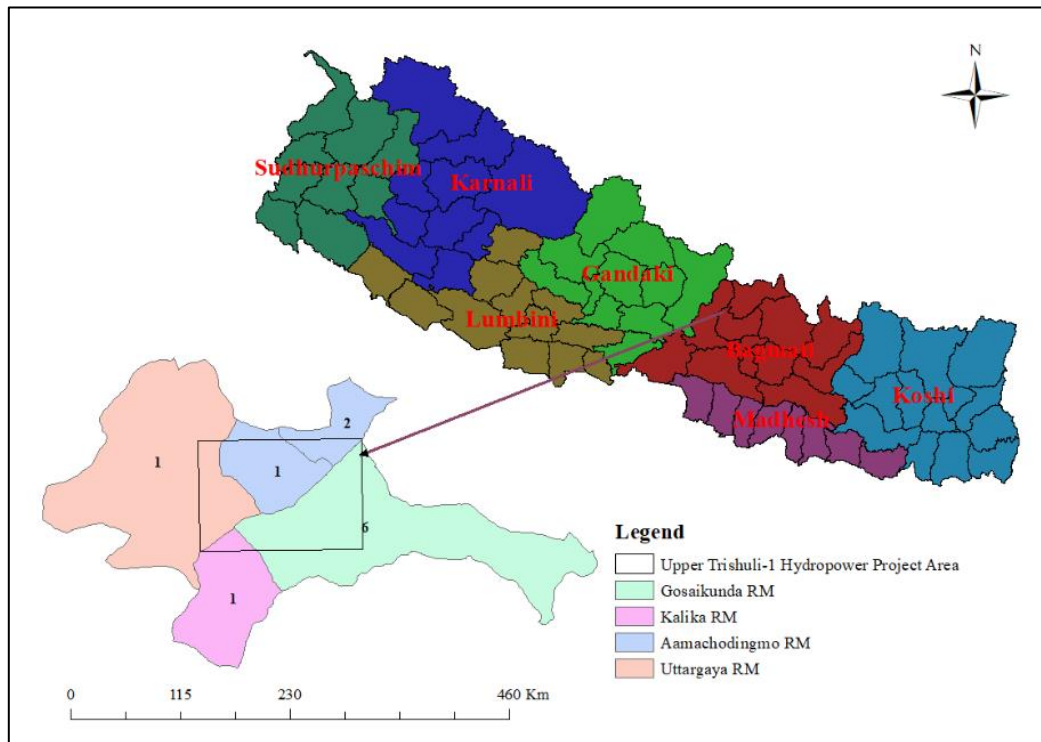 N
Sudhurpaschim
Karnali
Gandaki
Lumbini
Bagmati
Koshi
Madhesh
2
1
1
6
1
Legend
Upper Trishuli-1 Hydropower Project Area
Gosaikunda RM
Kalika RM
Aamachodingmo RM
Uttargaya RM
0 115 230 460 Km